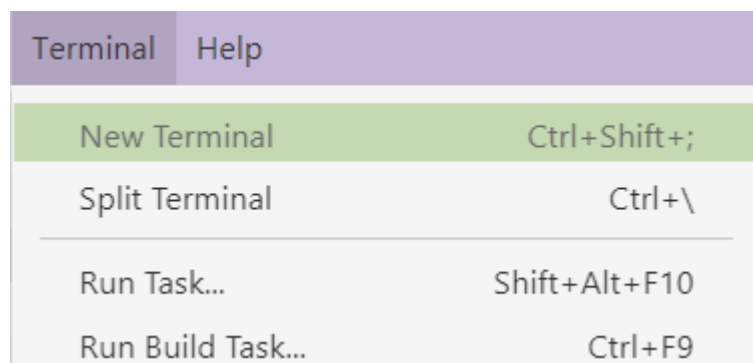 Terminal Help
New Terminal Ctrl+Shift+;
Split Terminal Ctrl+\
Run Task... Shift+Alt+F10
Run Build Task... Ctrl+F9